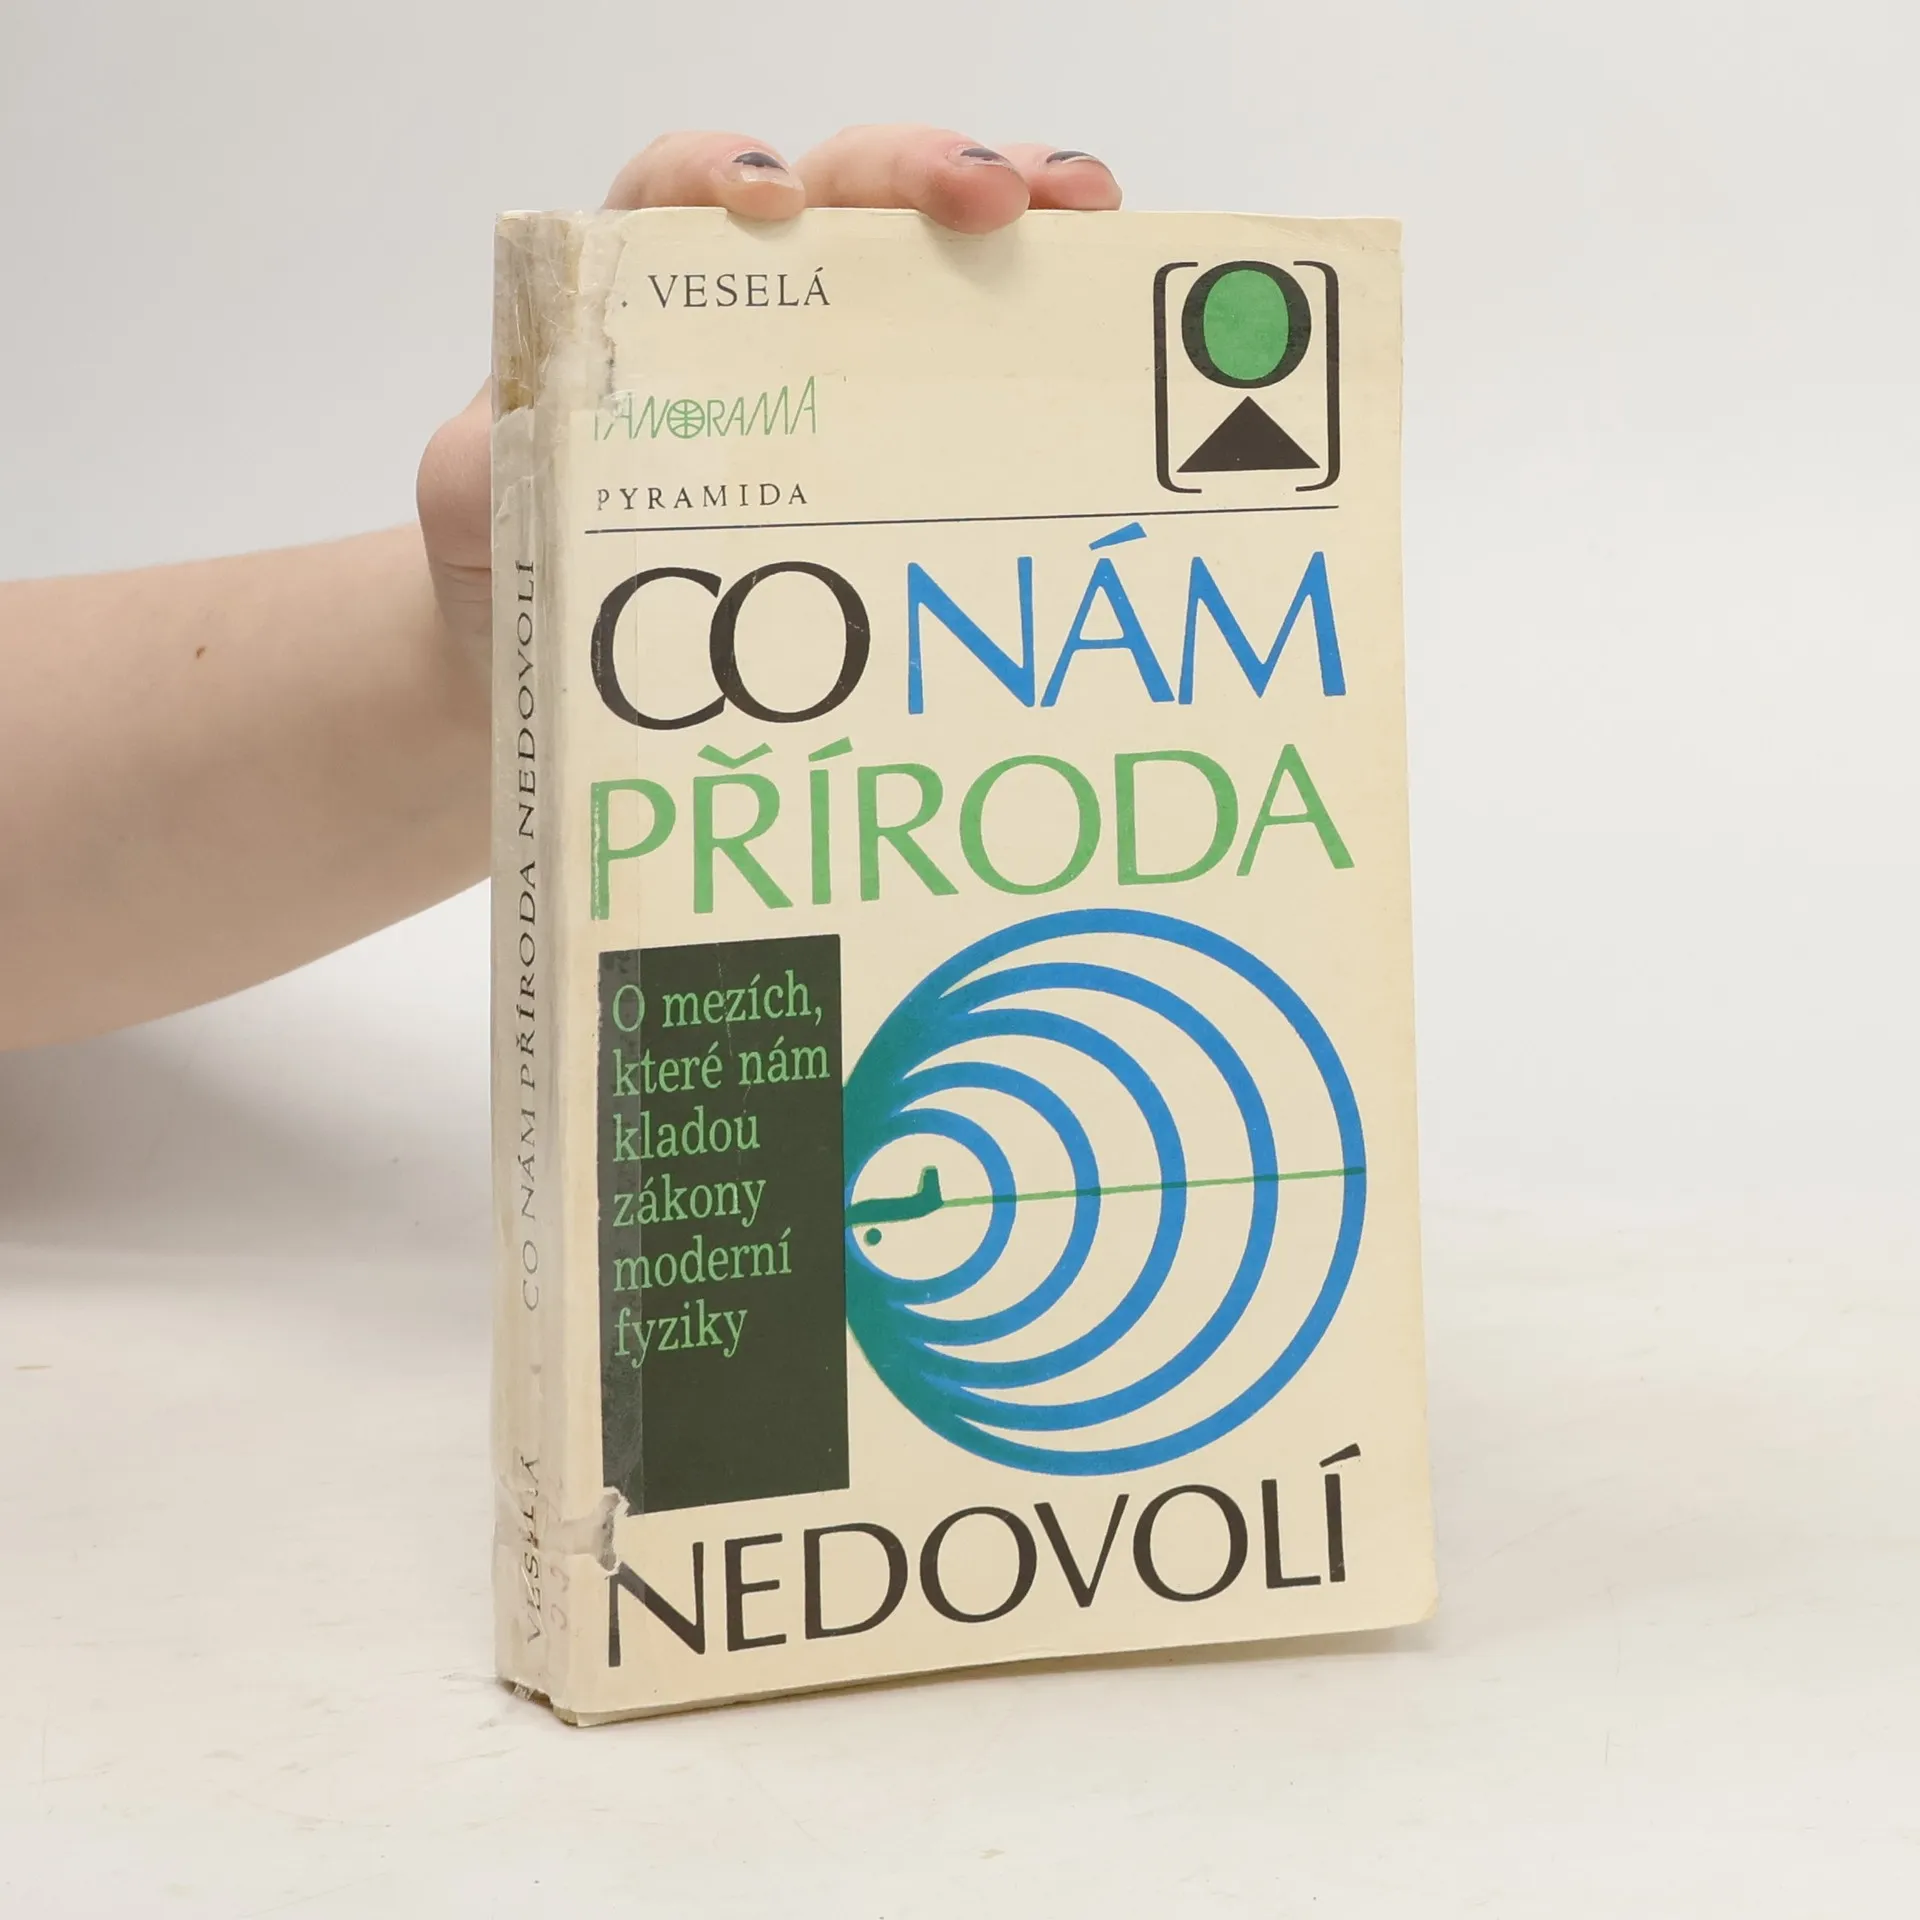 . VESELÁ
PANORAMA
PYRAMIDA
CO NÁM
PŘÍRODA
O mezích,
které nám
kladou
zákony
moderní
fyziky
NEDOVOLÍ
VESELÁ CO NÁM PŘÍRODA NEDOVOLÍ